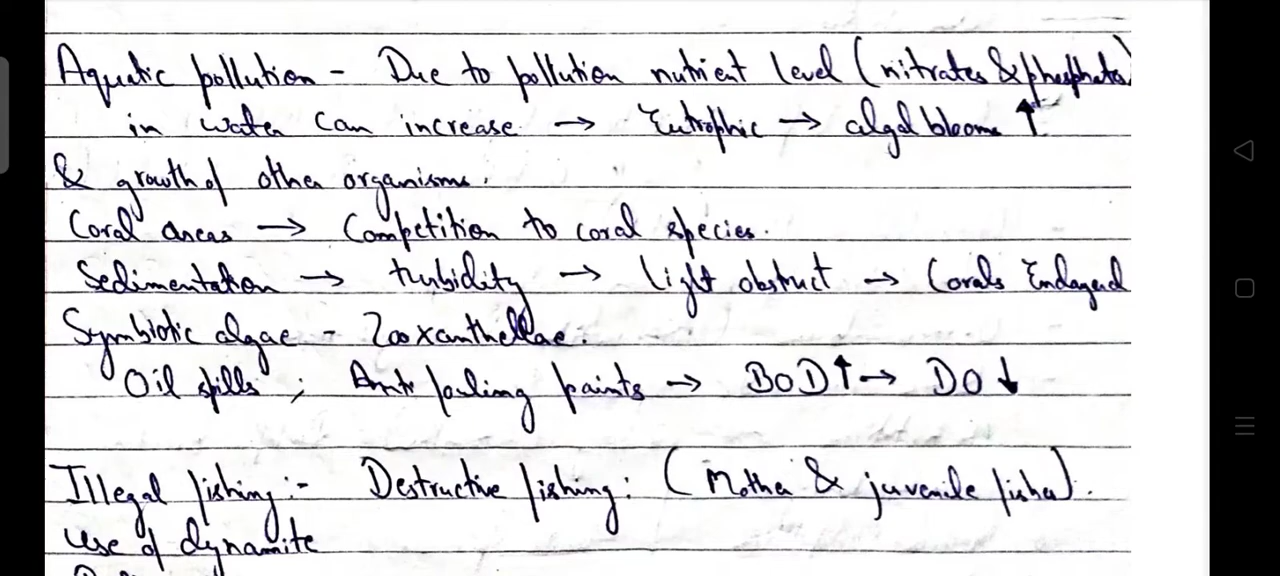 Aquatic pollution - Due to pollution nutrient level (nitrates & phosphates)
in water can increase → Eutrophic → algal blooms ↑
& growth of other organisms.
Coral areas → Competition to coral species.
Sedimentation → turbidity → light obstruct → Corals Endagerd
Symbiotic algae - Zooxanthellae.
Oil spills ; Anti fouling paints → BOD↑ → DO↓
Illegal fishing :- Destructive fishing : (Mother & juvenile fishes).
use of dynamite